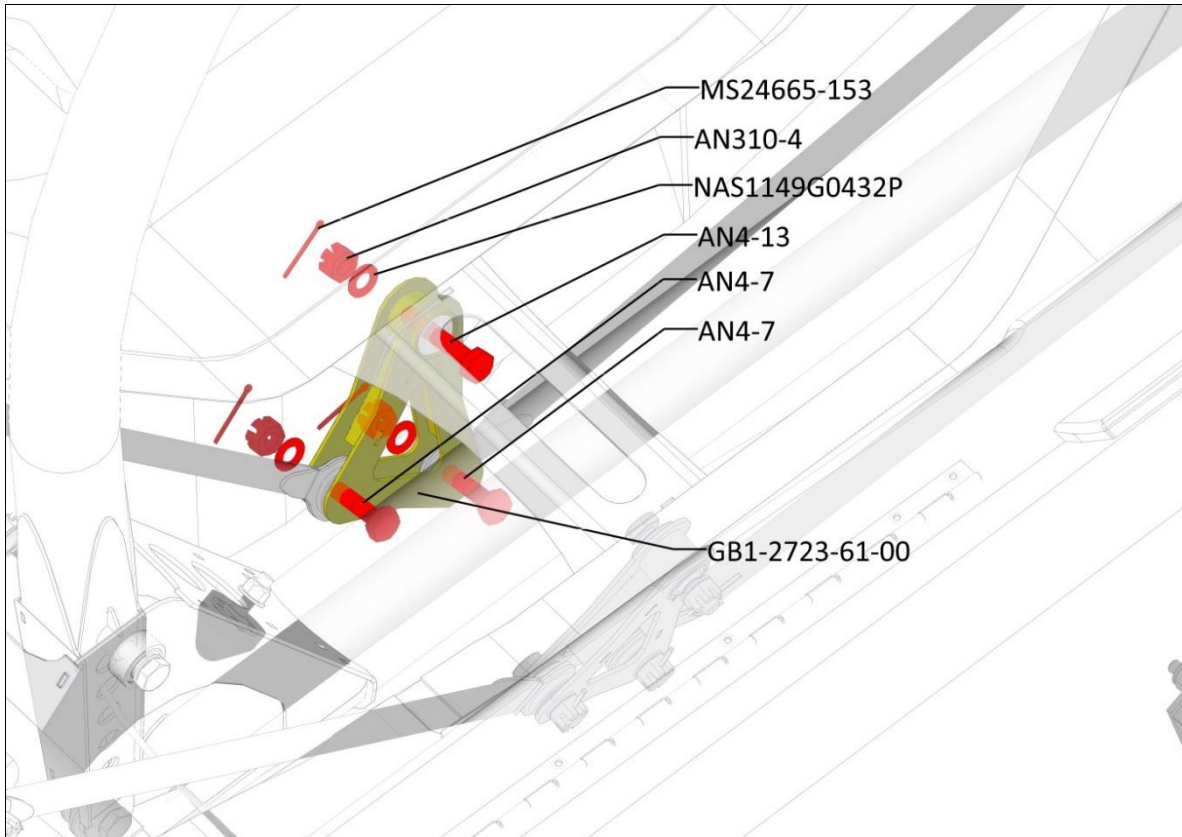 MS24665-153
AN310-4
NAS1149G0432P
AN4-13
AN4-7
AN4-7
GB1-2723-61-00